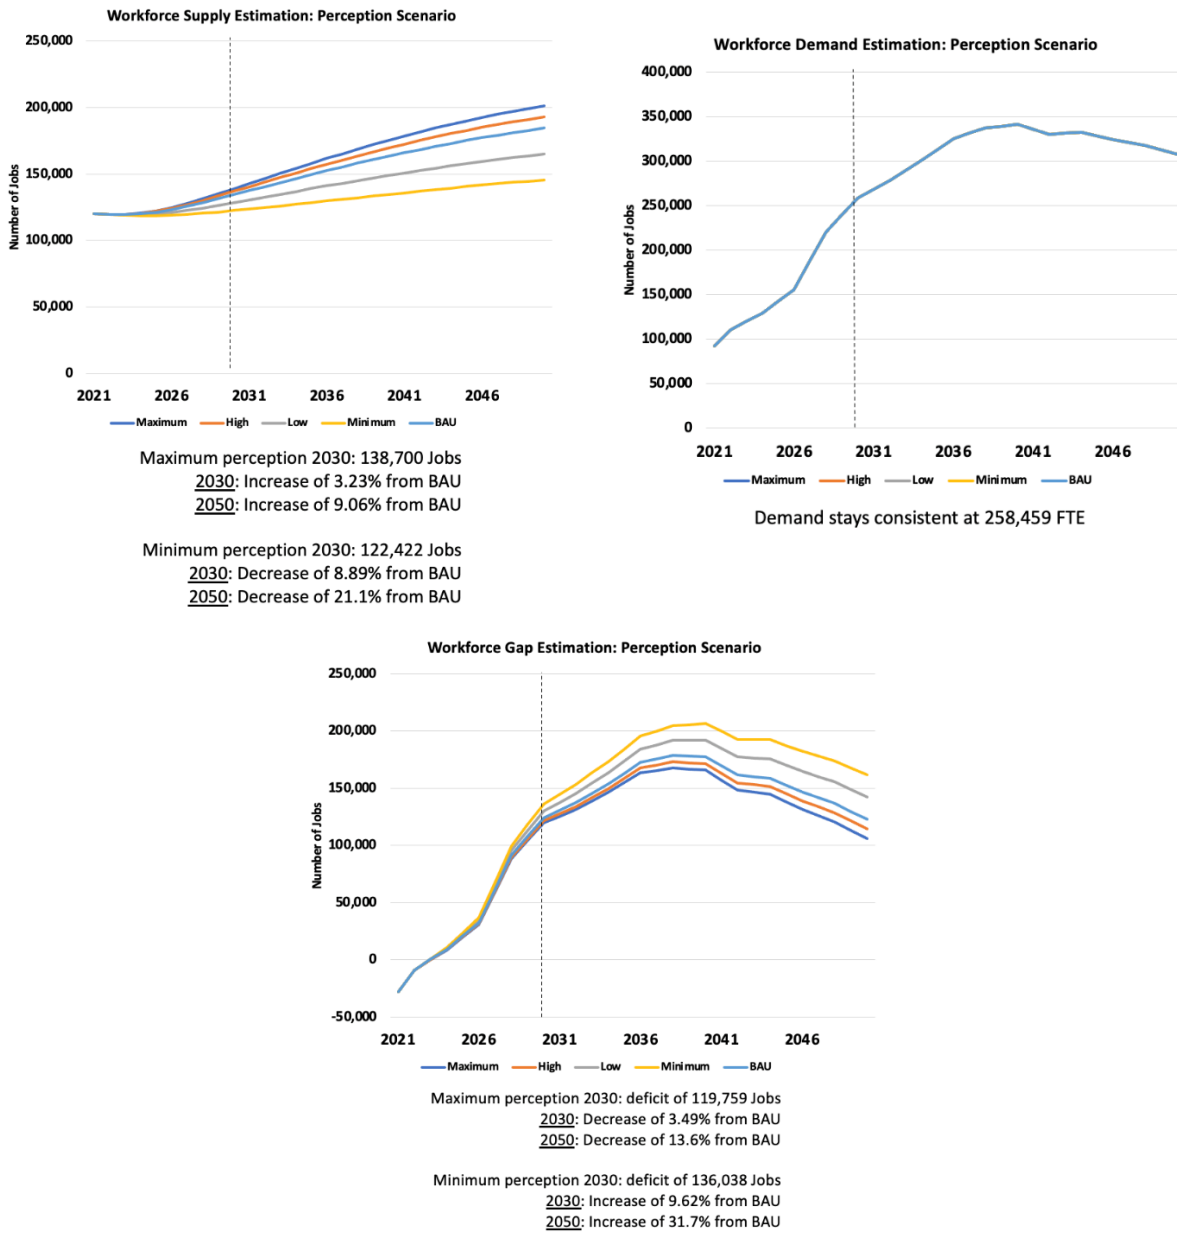 Workforce Supply Estimation: Perception Scenario
250,000
200,000
150,000
100,000
50,000
0
Number of Jobs
2021 2026 2031 2036 2041 2046
Maximum High Low Minimum BAU
Maximum perception 2030: 138,700 Jobs
2030: Increase of 3.23% from BAU
2050: Increase of 9.06% from BAU
Minimum perception 2030: 122,422 Jobs
2030: Decrease of 8.89% from BAU
2050: Decrease of 21.1% from BAU
Workforce Demand Estimation: Perception Scenario
400,000
350,000
300,000
250,000
200,000
150,000
100,000
50,000
0
Number of Jobs
2021 2026 2031 2036 2041 2046
Maximum High Low Minimum BAU
Demand stays consistent at 258,459 FTE
Workforce Gap Estimation: Perception Scenario
250,000
200,000
150,000
100,000
50,000
0
-50,000
Number of Jobs
2021 2026 2031 2036 2041 2046
Maximum High Low Minimum BAU
Maximum perception 2030: deficit of 119,759 Jobs
2030: Decrease of 3.49% from BAU
2050: Decrease of 13.6% from BAU
Minimum perception 2030: deficit of 136,038 Jobs
2030: Increase of 9.62% from BAU
2050: Increase of 31.7% from BAU